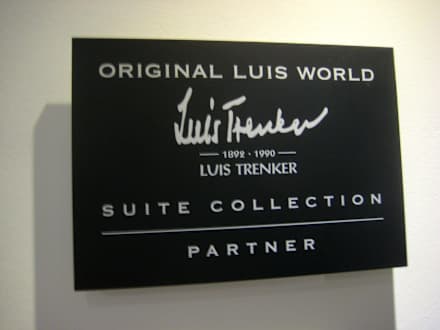 ORIGINAL LUIS WORLD
Luis Trenker
1892 · 1990
LUIS TRENKER
SUITE COLLECTION
PARTNER